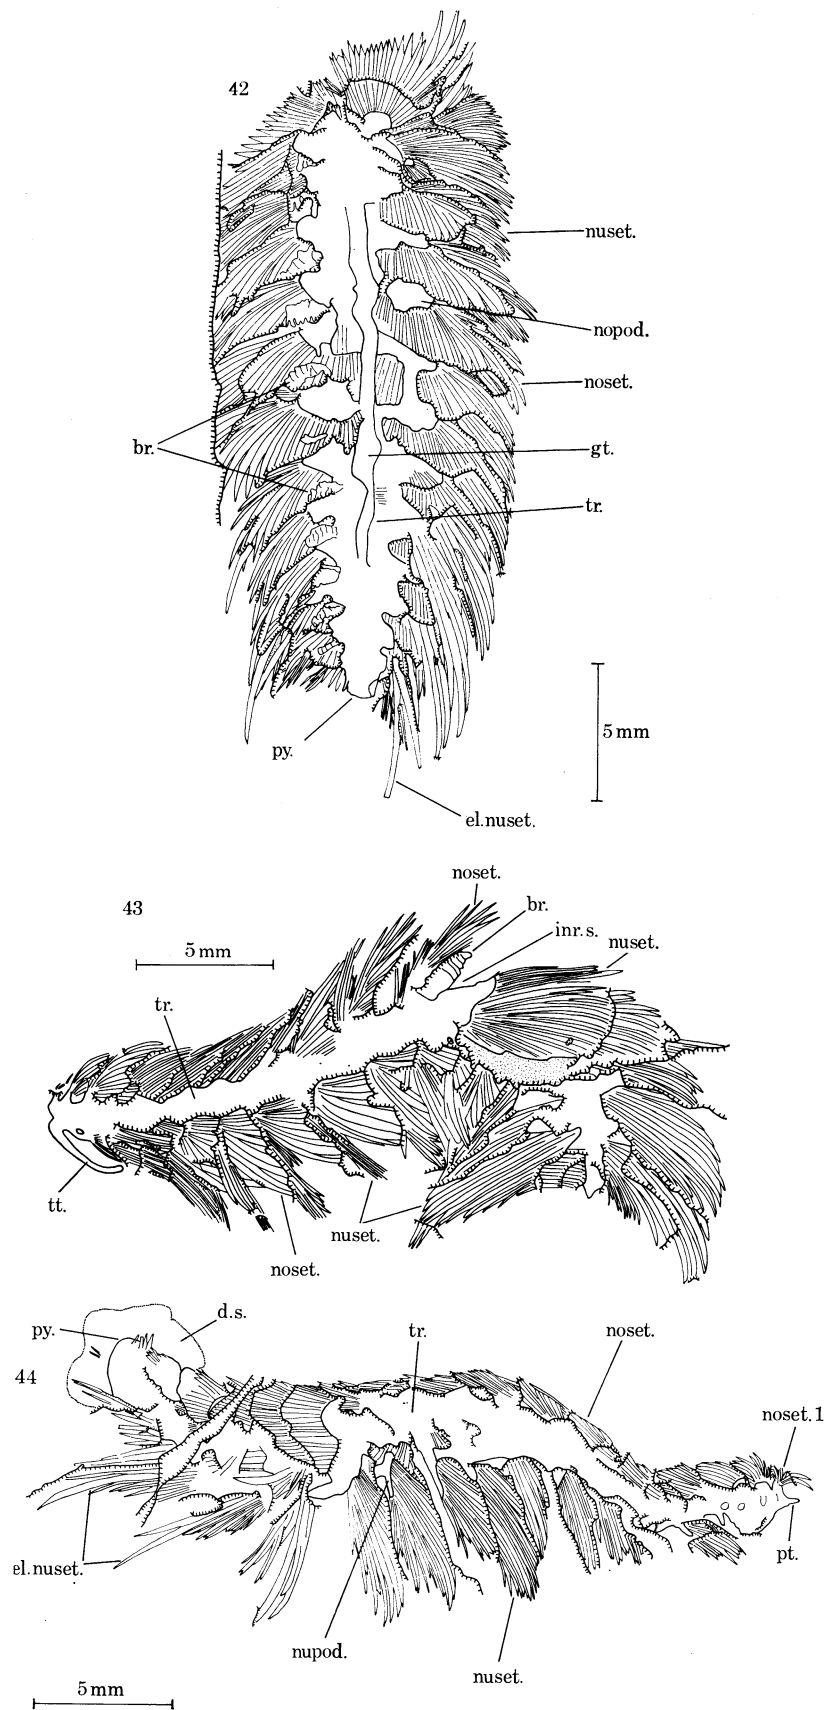 42
nuset.
nopod.
noset.
br.
gt.
tr.
py.
5 mm
el.nuset.
43
noset.
br.
5 mm
inr.s.
nuset.
tr.
tt.
nuset.
noset.
d.s.
py.
tr.
noset.
44
noset.1
pt.
el.nuset.
nupod.
nuset.
5 mm